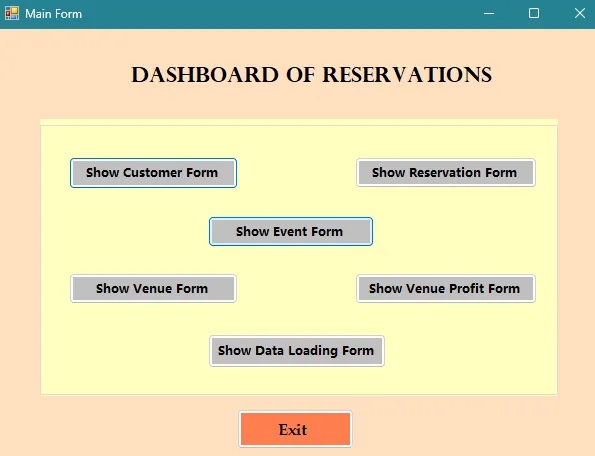 Main Form
DASHBOARD OF RESERVATIONS
Show Customer Form
Show Reservation Form
Show Event Form
Show Venue Form
Show Venue Profit Form
Show Data Loading Form
Exit